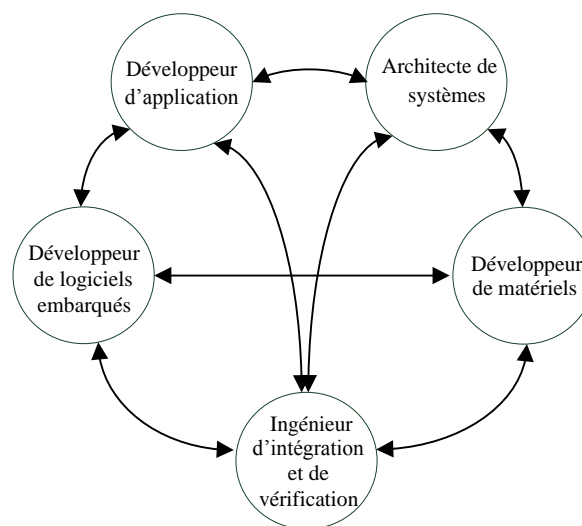 Développeur
d’application
Architecte de
systèmes
Développeur
de logiciels
embarqués
Développeur
de matériels
Ingénieur
d’intégration
et de
vérification